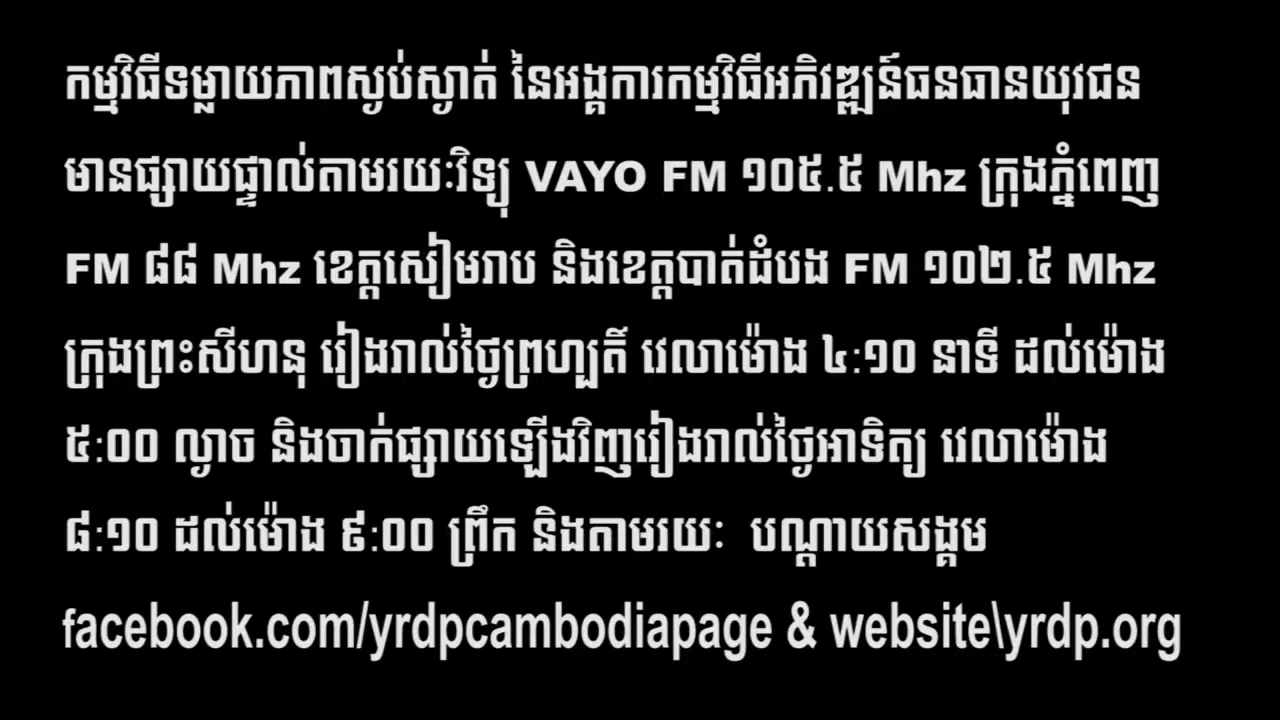 កម្មវិធីទម្លាយភាពស្ងប់ស្ងាត់ នៃអង្គការកម្មវិធីអភិវឌ្ឍន៍ធនធានយុវជន
មានផ្សាយផ្ទាល់តាមរយៈវិទ្យុ VAYO FM ១០៥.៥ Mhz ក្រុងភ្នំពេញ
FM ៨៨ Mhz ខេត្តសៀមរាប និងខេត្តបាត់ដំបង FM ១០២.៥ Mhz
ក្រុងព្រះសីហនុ រៀងរាល់ថ្ងៃព្រហ្បតិ៍ វេលាម៉ោង ៤:១០ នាទី ដល់ម៉ោង
៥:០០ ល្ងាច និងចាក់ផ្សាយឡើងវិញរៀងរាល់ថ្ងៃអាទិត្យ វេលាម៉ោង
៨:១០ ដល់ម៉ោង ៩:០០ ព្រឹក និងតាមរយៈ បណ្ដាយសង្គម
facebook.com/yrdpcambodiapage & website\yrdp.org